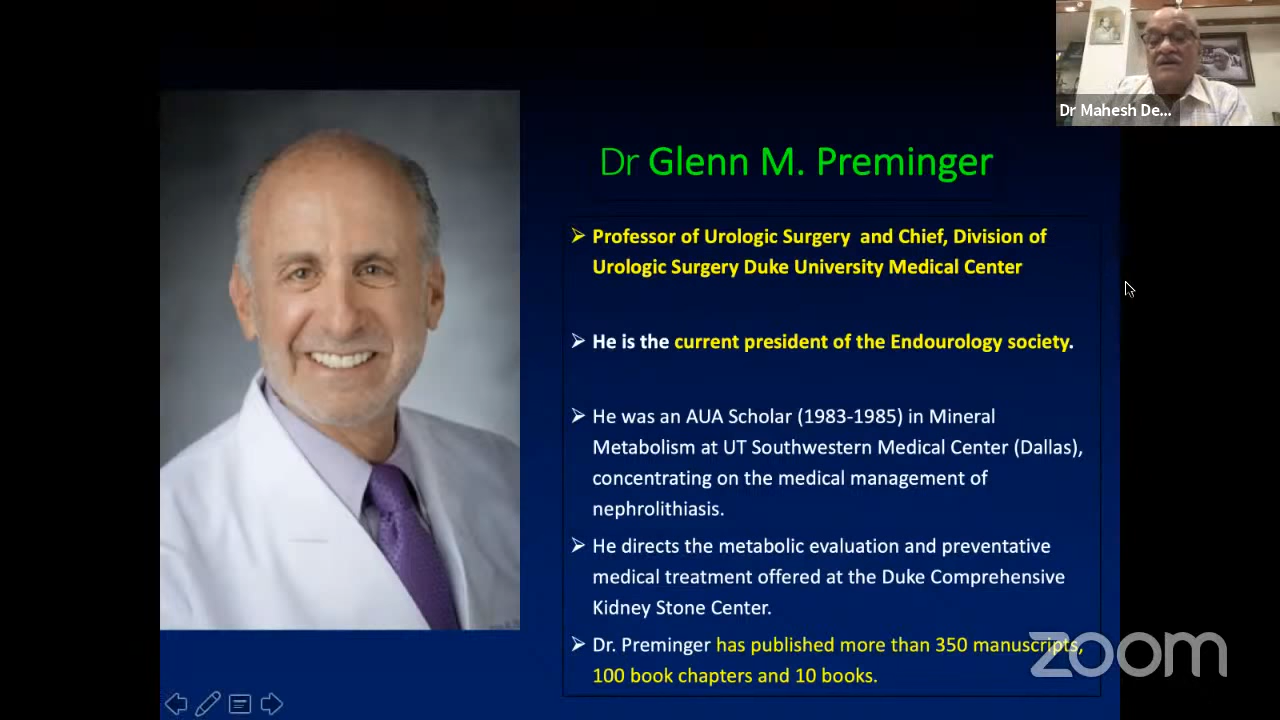 Dr Mahesh De...
Dr Glenn M. Preminger
➢ Professor of Urologic Surgery and Chief, Division of
Urologic Surgery Duke University Medical Center
➢ He is the current president of the Endourology society.
➢ He was an AUA Scholar (1983-1985) in Mineral
Metabolism at UT Southwestern Medical Center (Dallas),
concentrating on the medical management of
nephrolithiasis.
➢ He directs the metabolic evaluation and preventative
medical treatment offered at the Duke Comprehensive
Kidney Stone Center.
➢ Dr. Preminger has published more than 350 manuscripts,
100 book chapters and 10 books.
zoom